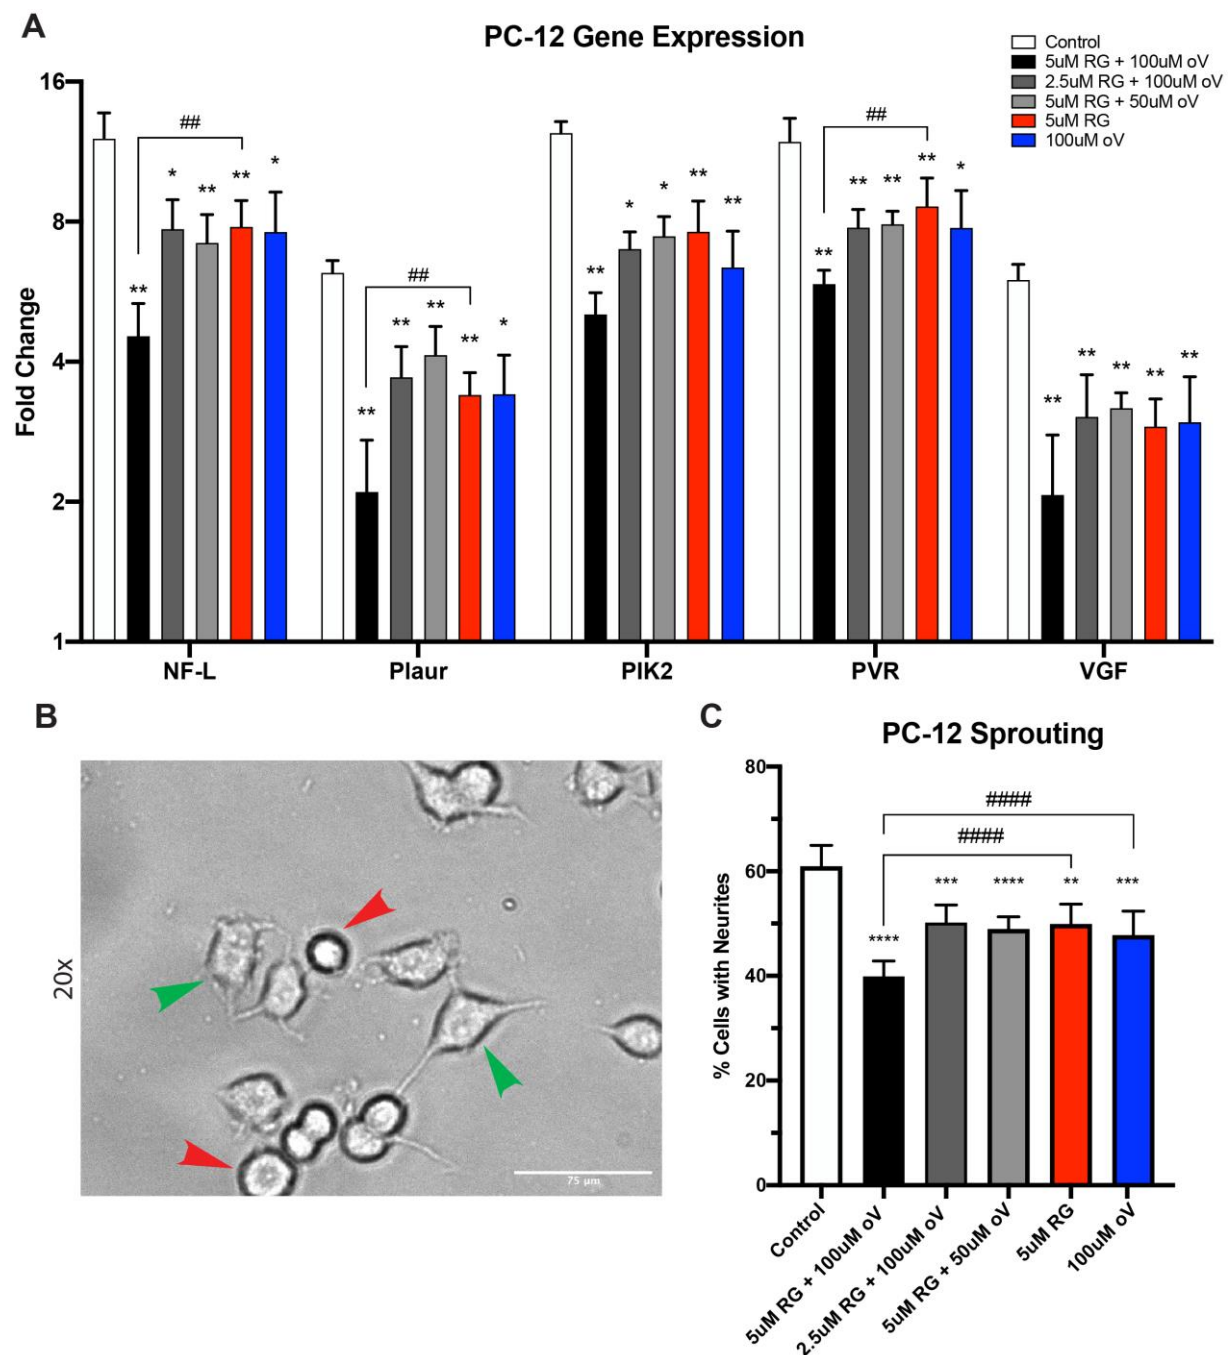 A
PC-12 Gene Expression
Control
5uM RG + 100uM oV
2.5uM RG + 100uM oV
5uM RG + 50uM oV
5uM RG
100uM oV
Fold Change
16
8
4
2
1
##
**
*
**
**
*
##
**
**
**
**
*
**
*
*
**
**
##
**
**
**
**
*
**
**
**
**
**
NF-L
Plaur
PIK2
PVR
VGF
B
20x
75 µm
C
PC-12 Sprouting
% Cells with Neurites
80
60
40
20
0
####
####
****
***
****
**
***
Control
5uM RG + 100uM oV
2.5uM RG + 100uM oV
5uM RG + 50uM oV
5uM RG
100uM oV